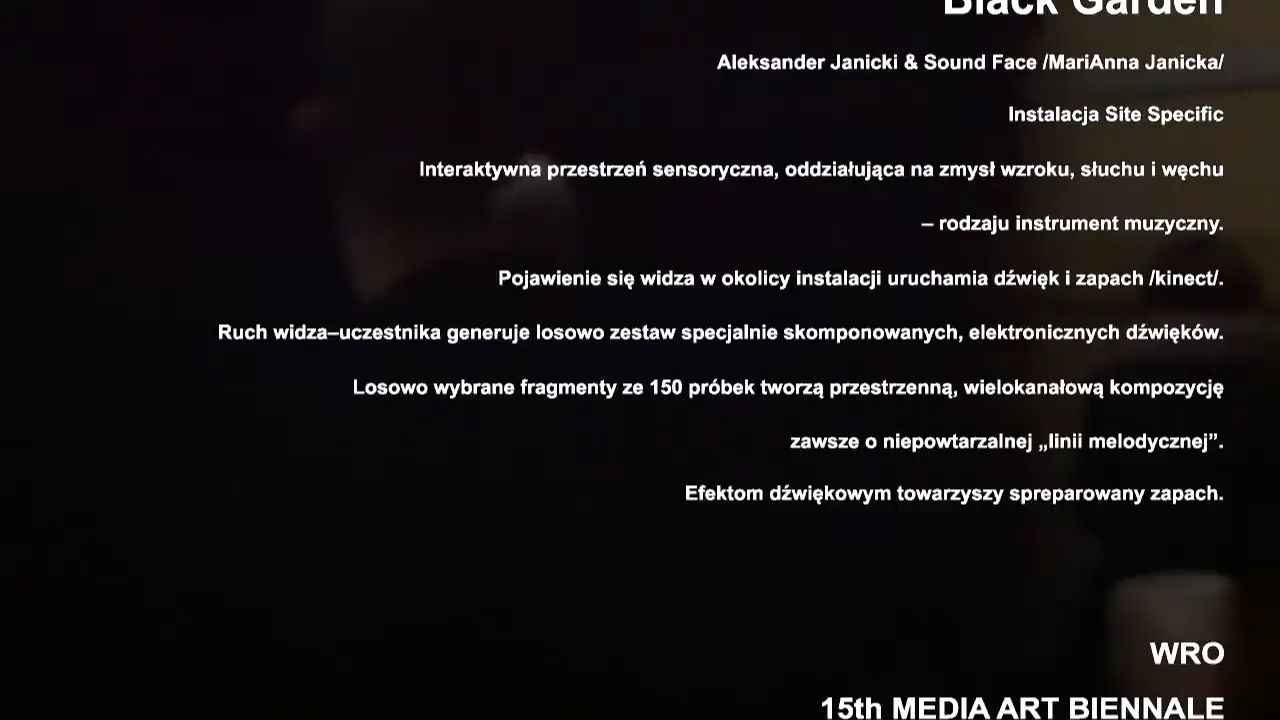 Black Garden
Aleksander Janicki & Sound Face /MariAnna Janicka/
Instalacja Site Specific
Interaktywna przestrzeń sensoryczna, oddziałująca na zmysł wzroku, słuchu i węchu
– rodzaju instrument muzyczny.
Pojawienie się widza w okolicy instalacji uruchamia dźwięk i zapach /kinect/.
Ruch widza–uczestnika generuje losowo zestaw specjalnie skomponowanych, elektronicznych dźwięków.
Losowo wybrane fragmenty ze 150 próbek tworzą przestrzenną, wielokanałową kompozycję
zawsze o niepowtarzalnej „linii melodycznej”.
Efektom dźwiękowym towarzyszy spreparowany zapach.
WRO
15th MEDIA ART BIENNALE